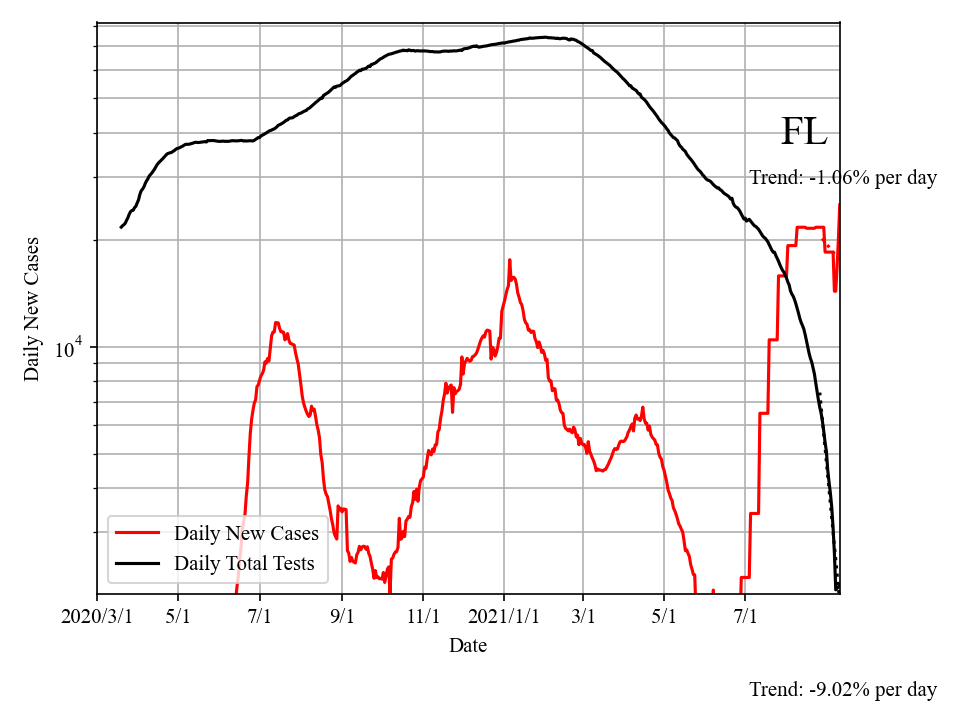 FL
Trend: -1.06% per day
Daily New Cases
10^4
Daily New Cases
Daily Total Tests
2020/3/1 5/1 7/1 9/1 11/1 2021/1/1 3/1 5/1 7/1
Date
Trend: -9.02% per day